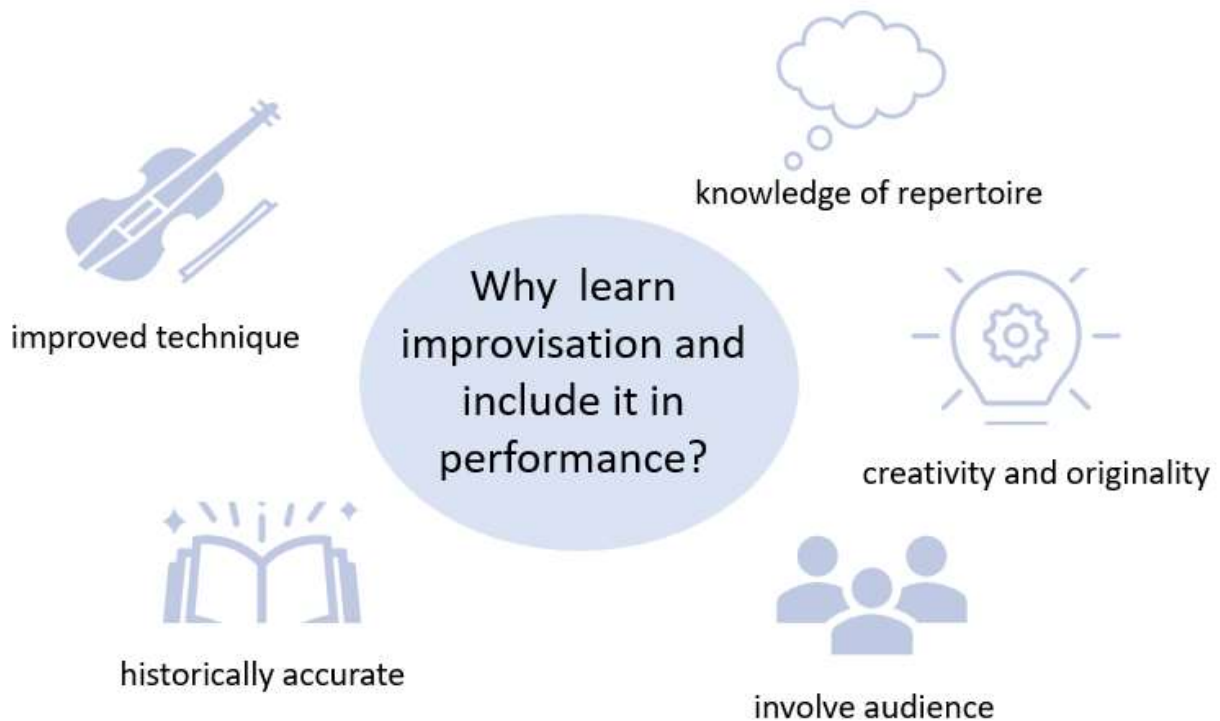 knowledge of repertoire
improved technique
Why learn
improvisation and
include it in
performance?
creativity and originality
historically accurate
involve audience